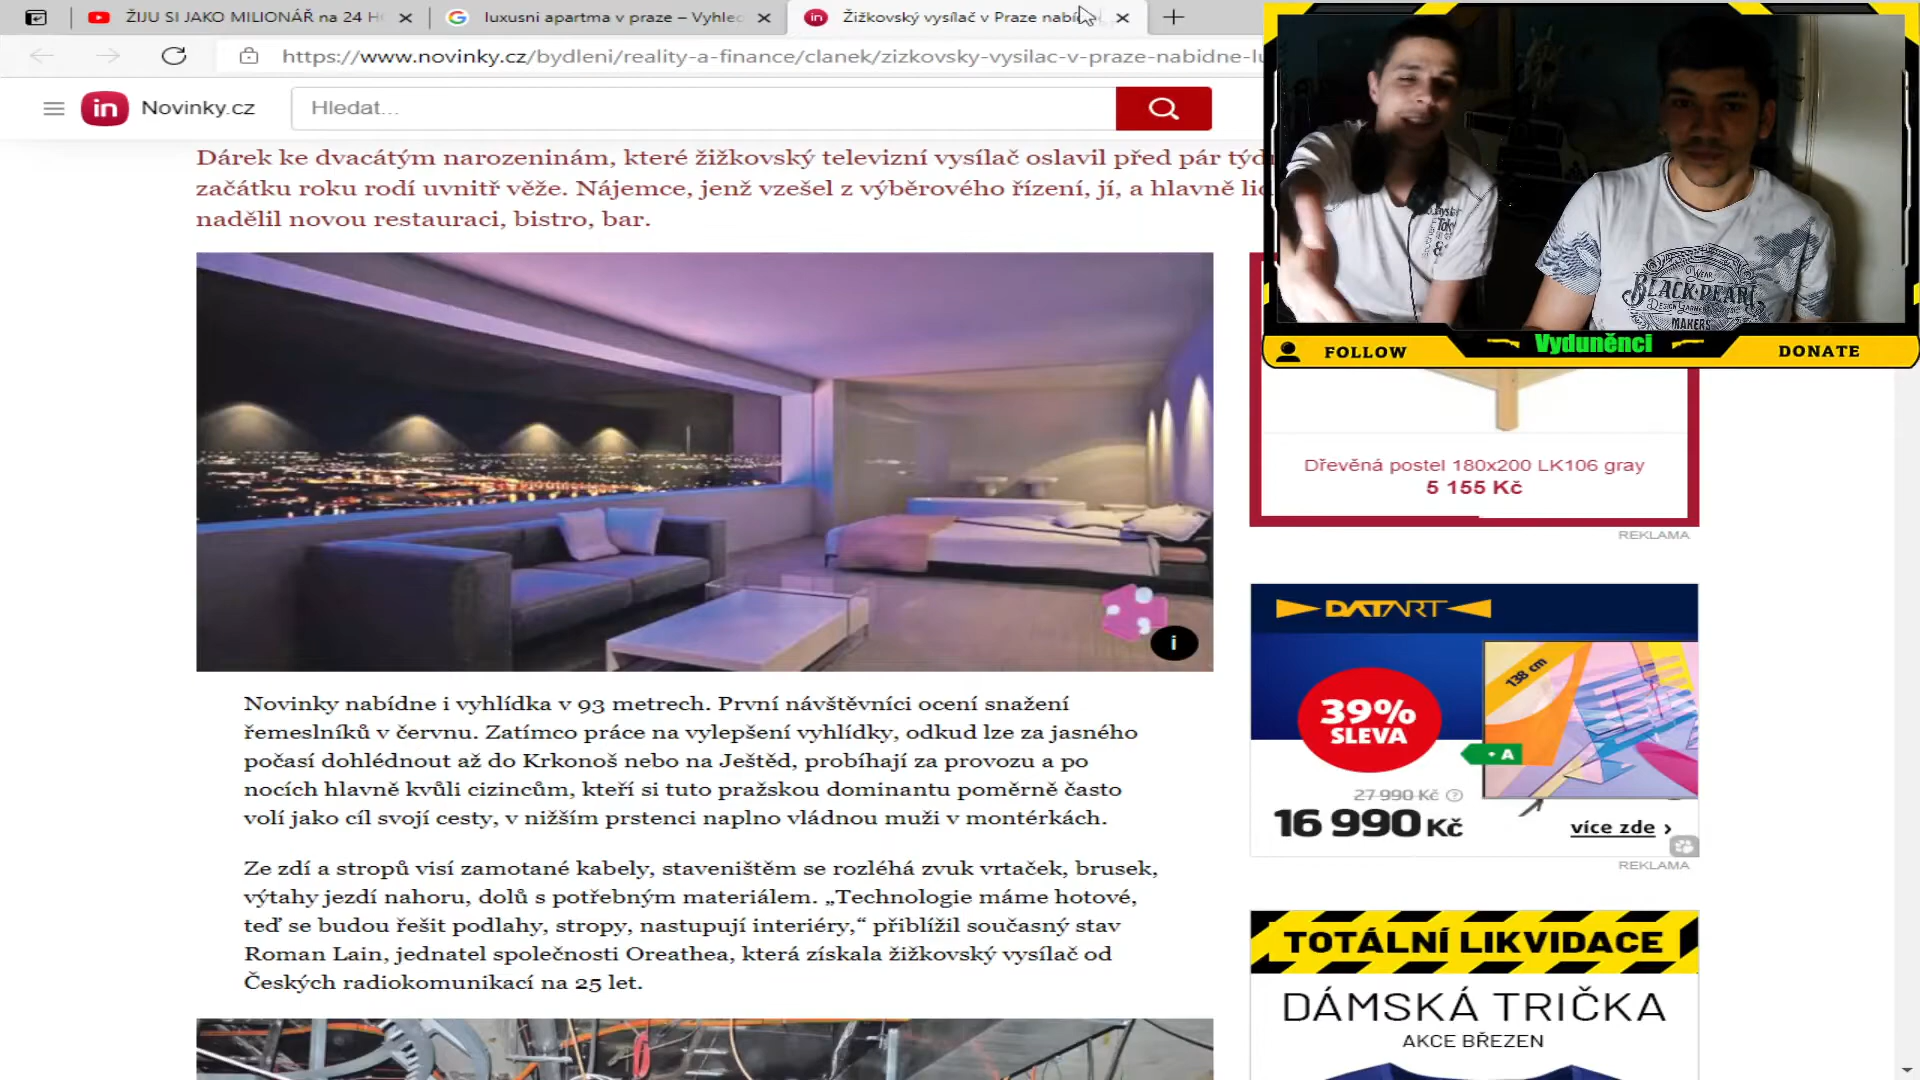 ŽIJU SI JAKO MILIONÁŘ na 24 H
luxusni apartma v praze – Vyhle
Žižkovský vysílač v Praze nabí
https://www.novinky.cz/bydleni/reality-a-finance/clanek/zizkovsky-vysilac-v-praze-nabidne-lu
in Novinky.cz
Hledat...
Dárek ke dvacátým narozeninám, které žižkovský televizní vysílač oslavil před pár
začátku roku rodí uvnitř věže. Nájemce, jenž vzešel z výběrového řízení, jí, a hlavně
nadělil novou restauraci, bistro, bar.
i
Novinky nabídne i vyhlídka v 93 metrech. První návštěvníci ocení snažení
řemeslníků v červnu. Zatímco práce na vylepšení vyhlídky, odkud lze za jasného
počasí dohlédnout až do Krkonoš nebo na Ještěd, probíhají za provozu a po
nocích hlavně kvůli cizincům, kteří si tuto pražskou dominantu poměrně často
volí jako cíl svojí cesty, v nižším prstenci naplno vládnou muži v montérkách.
Ze zdí a stropů visí zamotané kabely, staveništěm se rozléhá zvuk vrtaček, brusek,
výtahy jezdí nahoru, dolů s potřebným materiálem. „Technologie máme hotové,
teď se budou řešit podlahy, stropy, nastupují interiéry,“ přiblížil současný stav
Roman Lain, jednatel společnosti Oreathea, která získala žižkovský vysílač od
Českých radiokomunikací na 25 let.
WEAR
BLACK PEARL
MAKERS
FOLLOW
Vyduněnci
DONATE
Dřevěná postel 180x200 LK106 gray
5 155 Kč
REKLAMA
DATART
138 cm
39%
SLEVA
A
27 990 Kč
16 990 Kč
více zde ›
REKLAMA
TOTÁLNÍ LIKVIDACE
DÁMSKÁ TRIČKA
AKCE BŘEZEN